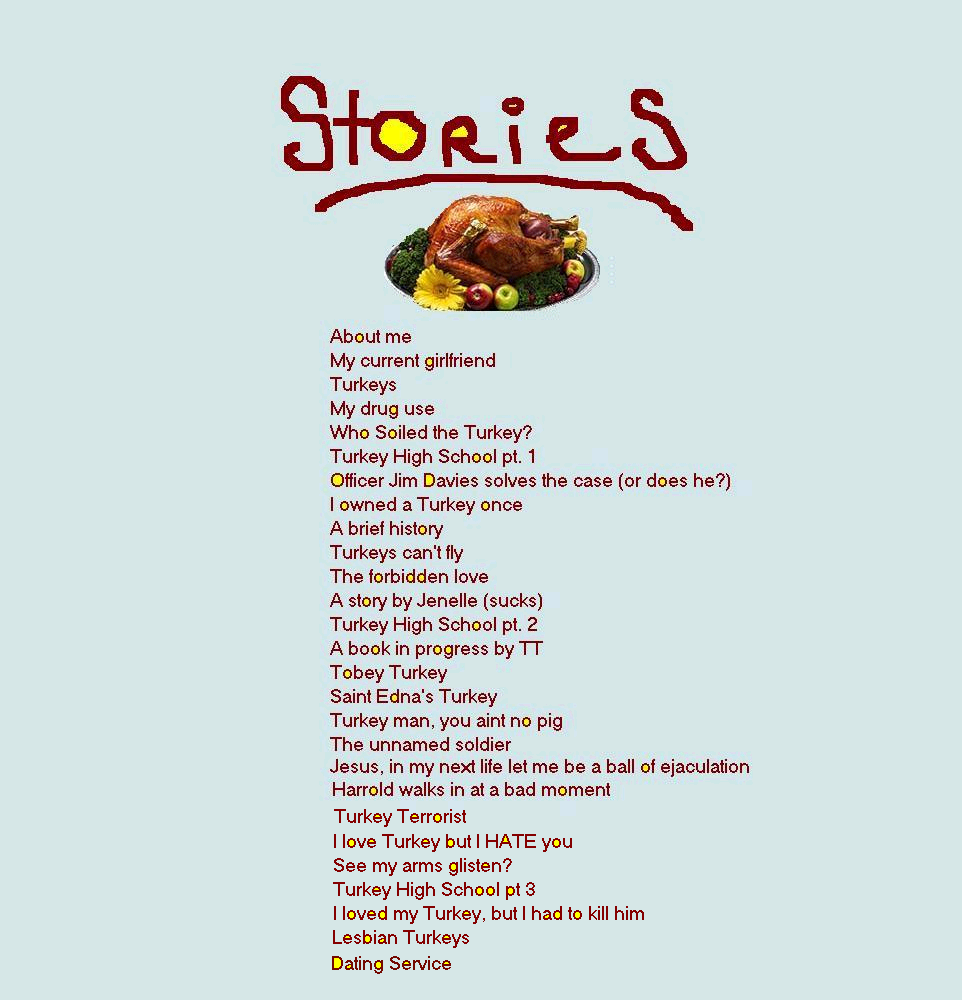 Stories
About me
My current girlfriend
Turkeys
My drug use
Who Soiled the Turkey?
Turkey High School pt. 1
Officer Jim Davies solves the case (or does he?)
I owned a Turkey once
A brief history
Turkeys can't fly
The forbidden love
A story by Jenelle (sucks)
Turkey High School pt. 2
A book in progress by TT
Tobey Turkey
Saint Edna's Turkey
Turkey man, you aint no pig
The unnamed soldier
Jesus, in my next life let me be a ball of ejaculation
Harrold walks in at a bad moment
Turkey Terrorist
I love Turkey but I HATE you
See my arms glisten?
Turkey High School pt 3
I loved my Turkey, but I had to kill him
Lesbian Turkeys
Dating Service